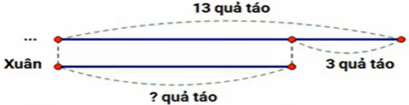 13 quả táo
...
Xuân
3 quả táo
? quả táo